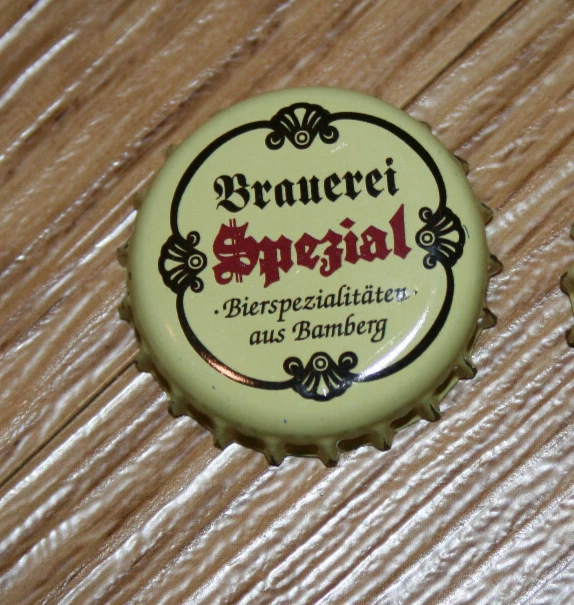 Brauerei
Spezial
·Bierspezialitäten·
aus Bamberg